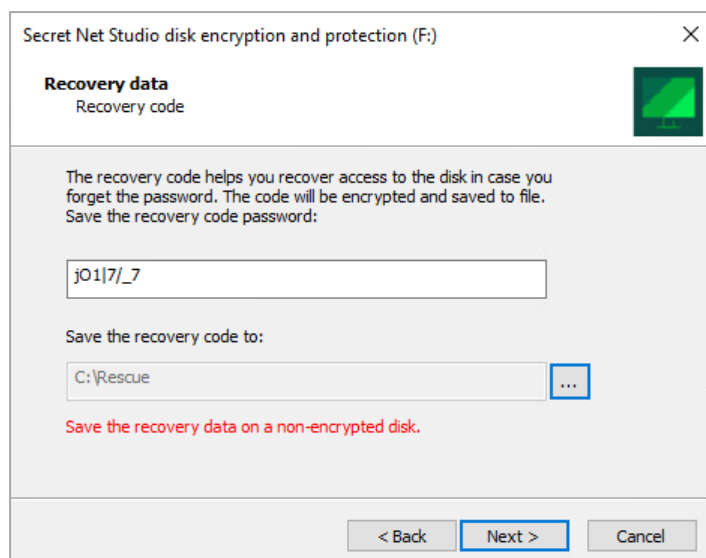 Secret Net Studio disk encryption and protection (F:)
Recovery data
Recovery code
The recovery code helps you recover access to the disk in case you
forget the password. The code will be encrypted and saved to file.
Save the recovery code password:
jO1|7/_7
Save the recovery code to:
C:\Rescue
...
Save the recovery data on a non-encrypted disk.
< Back
Next >
Cancel